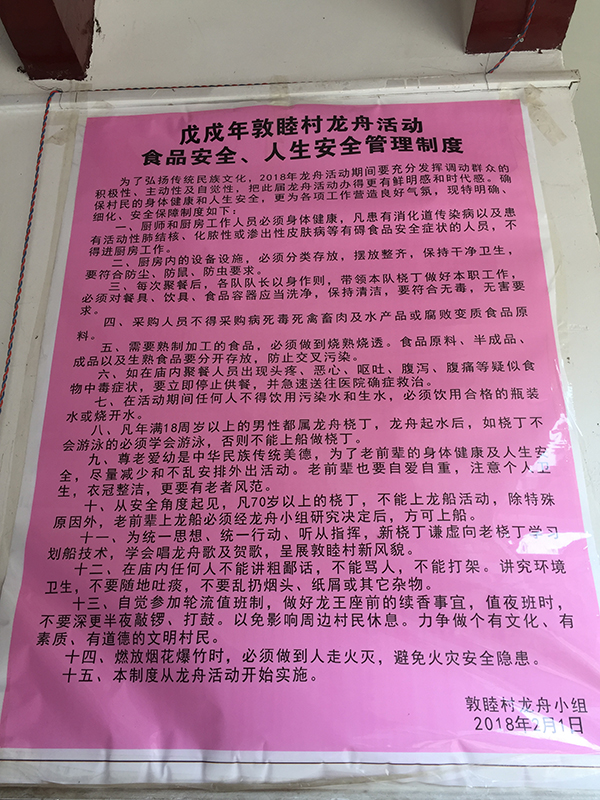 戊戍年敦睦村龙舟活动
食品安全、人生安全管理制度
为了弘扬传统民族文化，2018年龙舟活动期间要充分发挥调动群众的
积极性、主动性及自觉性，把此届龙舟活动办得更有鲜明感和时代感。确
保村民的身体健康和人生安全，更为各项工作营造良好气氛，现特明确、
细化、安全保障制度如下：
一、厨师和厨房工作人员必须身体健康，凡患有消化道传染病以及患
有活动性肺结核、化脓性或渗出性皮肤病等有碍食品安全症状的人员，不
得进厨房工作。
二、厨房内的设备设施，必须分类存放，摆放整齐，保持干净卫生，
要符合防尘、防鼠、防虫要求。
三、每次聚餐后，各队队长以身作则，带领本队桡丁做好本职工作，
必须对餐具、饮具、食品容器应当洗净，保持清洁，要符合无毒，无害要
求。
四、采购人员不得采购病死毒死禽畜肉及水产品或腐败变质食品原
料。
五、需要熟制加工的食品，必须做到烧熟烧透。食品原料、半成品、
成品以及生熟食品要分开存放，防止交叉污染。
六、如在庙内聚餐人员出现头疼、恶心、呕吐、腹泻、腹痛等疑似食
物中毒症状，要立即停止供餐，并急速送往医院确症救治。
七、在活动期间任何人不得饮用污染水和生水，必须饮用合格的瓶装
水或烧开水。
八、凡年满18周岁以上的男性都属龙舟桡丁，龙舟起水后，如桡丁不
会游泳的必须学会游泳，否则不能上船做桡丁。
九、尊老爱幼是中华民族传统美德，为了老前辈的身体健康及人生安
全，尽量减少和不乱安排外出活动。老前辈也要自爱自重，注意个人卫
生，衣冠整洁，更要有老者风范。
十、从安全角度起见，凡70岁以上的桡丁，不能上龙船活动，除特殊
原因外，老前辈上龙船必须经龙舟小组研究决定后，方可上船。
十一、为统一思想、统一行动、听从指挥，新桡丁谦虚向老桡丁学习
划船技术，学会唱龙舟歌及贺歌，呈展敦睦村新风貌。
十二、在庙内任何人不能讲粗鄙话，不能骂人，不能打架。讲究环境
卫生，不要随地吐痰，不要乱扔烟头、纸屑或其它杂物。
十三、自觉参加轮流值班制，做好龙王座前的续香事宜，值夜班时，
不要深更半夜敲锣、打鼓。以免影响周边村民休息。力争做个有文化、有
素质、有道德的文明村民。
十四、燃放烟花爆竹时，必须做到人走火灭，避免火灾安全隐患。
十五、本制度从龙舟活动开始实施。
敦睦村龙舟小组
2018年2月1日